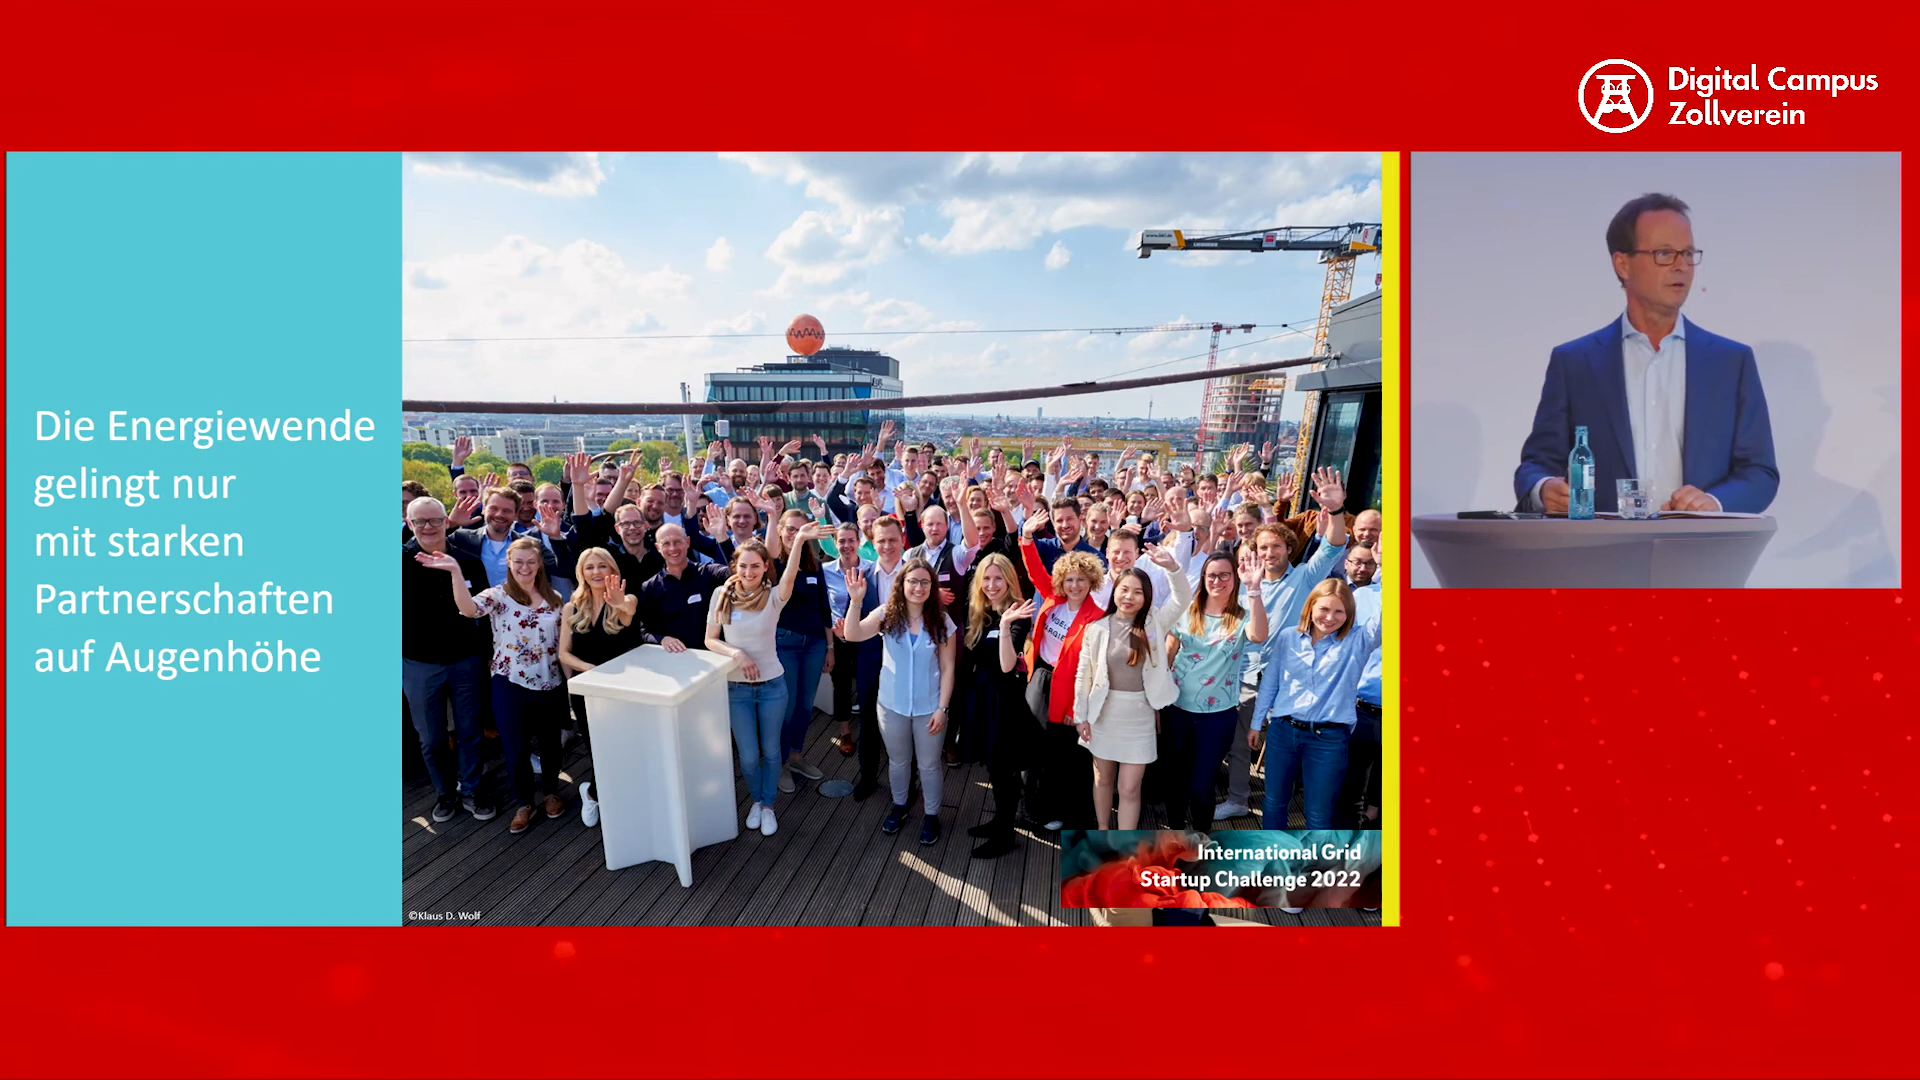 Digital Campus
Zollverein
Die Energiewende
gelingt nur
mit starken
Partnerschaften
auf Augenhöhe
International Grid
Startup Challenge 2022
©Klaus D. Wolf